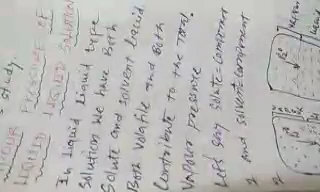 study.
VAPOUR PRESSURE OF
LIQUID LIQUID SOLUTION
In Liquid Liquid type
Solution we have Both
Solute and Solvent Liquid
Both Volatile and Both
Contribute to the Total
Vapour pressure
Let's say solute-component
and solvent-component